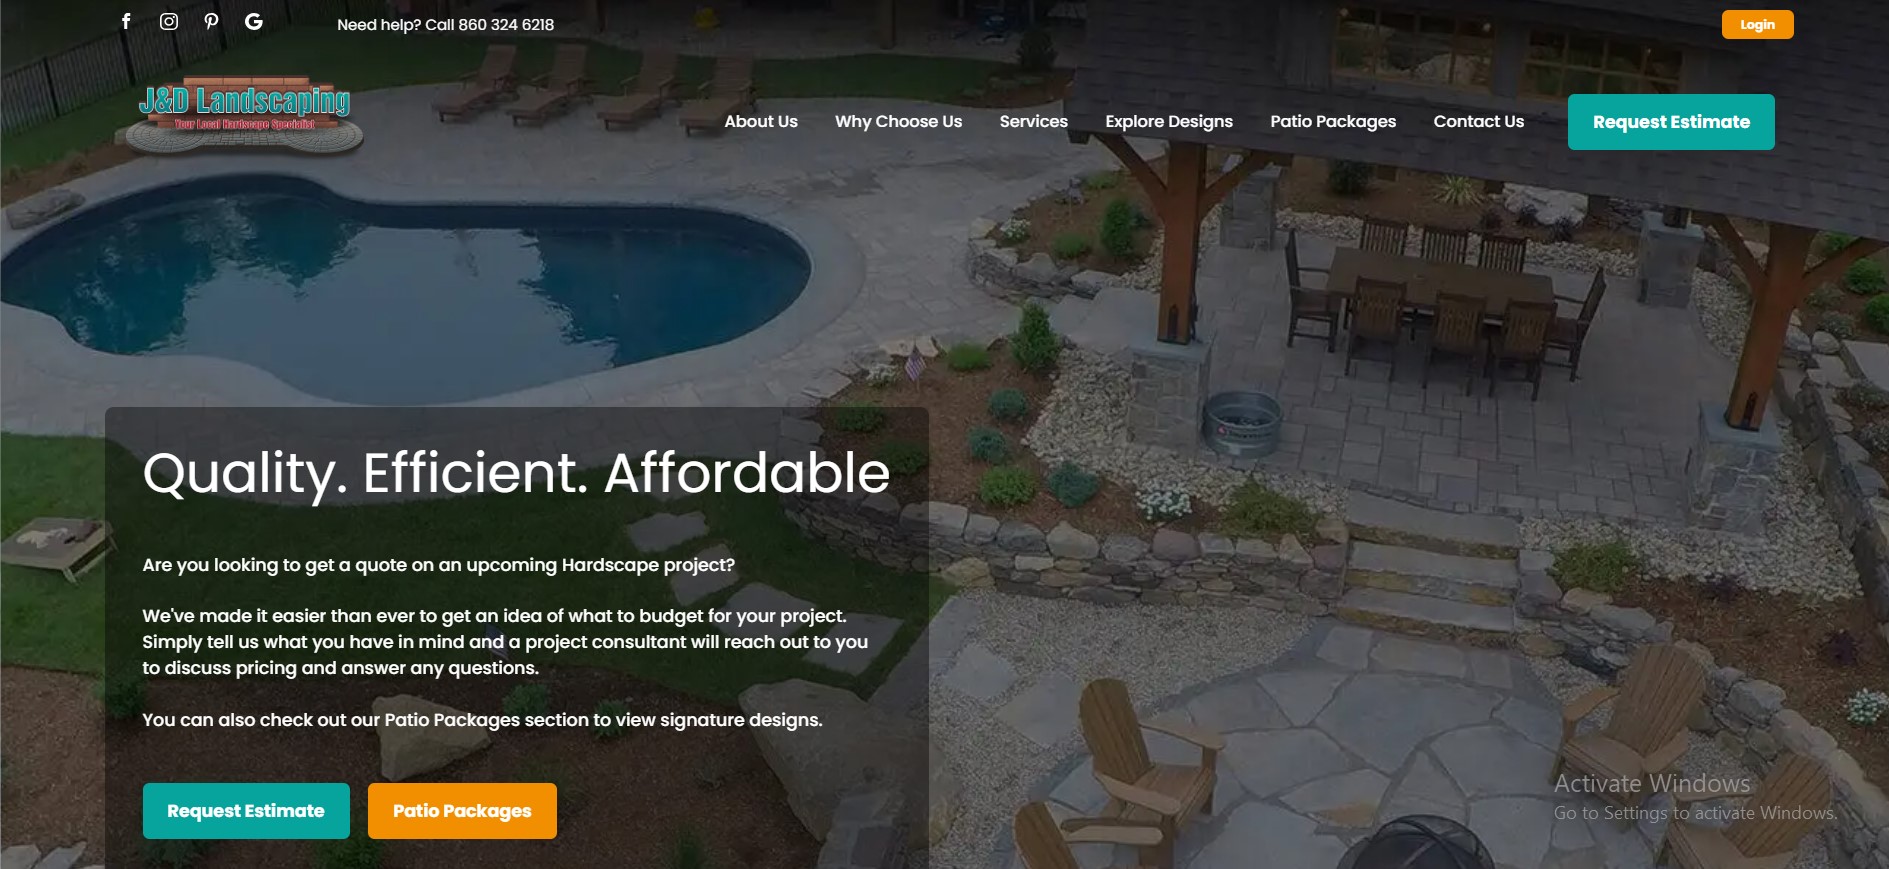 Need help? Call 860 324 6218
Login
J&D Landscaping
Your Local Hardscape Specialist
About Us
Why Choose Us
Services
Explore Designs
Patio Packages
Contact Us
Request Estimate
Quality. Efficient. Affordable
Are you looking to get a quote on an upcoming Hardscape project?
We've made it easier than ever to get an idea of what to budget for your project.
Simply tell us what you have in mind and a project consultant will reach out to you
to discuss pricing and answer any questions.
You can also check out our Patio Packages section to view signature designs.
Request Estimate
Patio Packages
Activate Windows
Go to Settings to activate Windows.